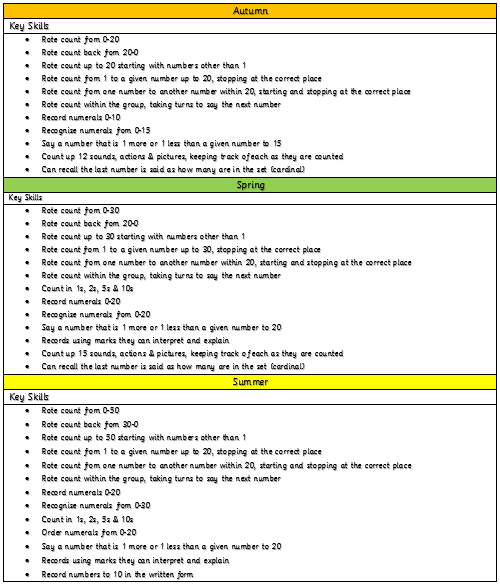 Autumn
Key Skills
• Rote count from 0-20
• Rote count back from 20-0
• Rote count up to 20 starting with numbers other than 1
• Rote count from 1 to a given number up to 20, stopping at the correct place
• Rote count from one number to another number within 20, starting and stopping at the correct place
• Rote count within the group, taking turns to say the next number
• Record numerals 0-10
• Recognise numerals from 0-15
• Say a number that is 1 more or 1 less than a given number to 15
• Count up 12 sounds, actions & pictures, keeping track of each as they are counted
• Can recall the last number is said as how many are in the set (cardinal)
Spring
Key Skills
• Rote count from 0-30
• Rote count back from 20-0
• Rote count up to 30 starting with numbers other than 1
• Rote count from 1 to a given number up to 30, stopping at the correct place
• Rote count from one number to another number within 20, starting and stopping at the correct place
• Rote count within the group, taking turns to say the next number
• Count in 1s, 2s, 5s & 10s
• Record numerals 0-20
• Recognise numerals from 0-20
• Say a number that is 1 more or 1 less than a given number to 20
• Records using marks they can interpret and explain
• Count up 15 sounds, actions & pictures, keeping track of each as they are counted
• Can recall the last number is said as how many are in the set (cardinal)
Summer
Key Skills
• Rote count from 0-50
• Rote count back from 30-0
• Rote count up to 50 starting with numbers other than 1
• Rote count from 1 to a given number up to 20, stopping at the correct place
• Rote count from one number to another number within 20, starting and stopping at the correct place
• Rote count within the group, taking turns to say the next number
• Record numerals 0-20
• Recognise numerals from 0-30
• Count in 1s, 2s, 5s & 10s
• Order numerals from 0-20
• Say a number that is 1 more or 1 less than a given number to 20
• Records using marks they can interpret and explain
• Record numbers to 10 in the written form